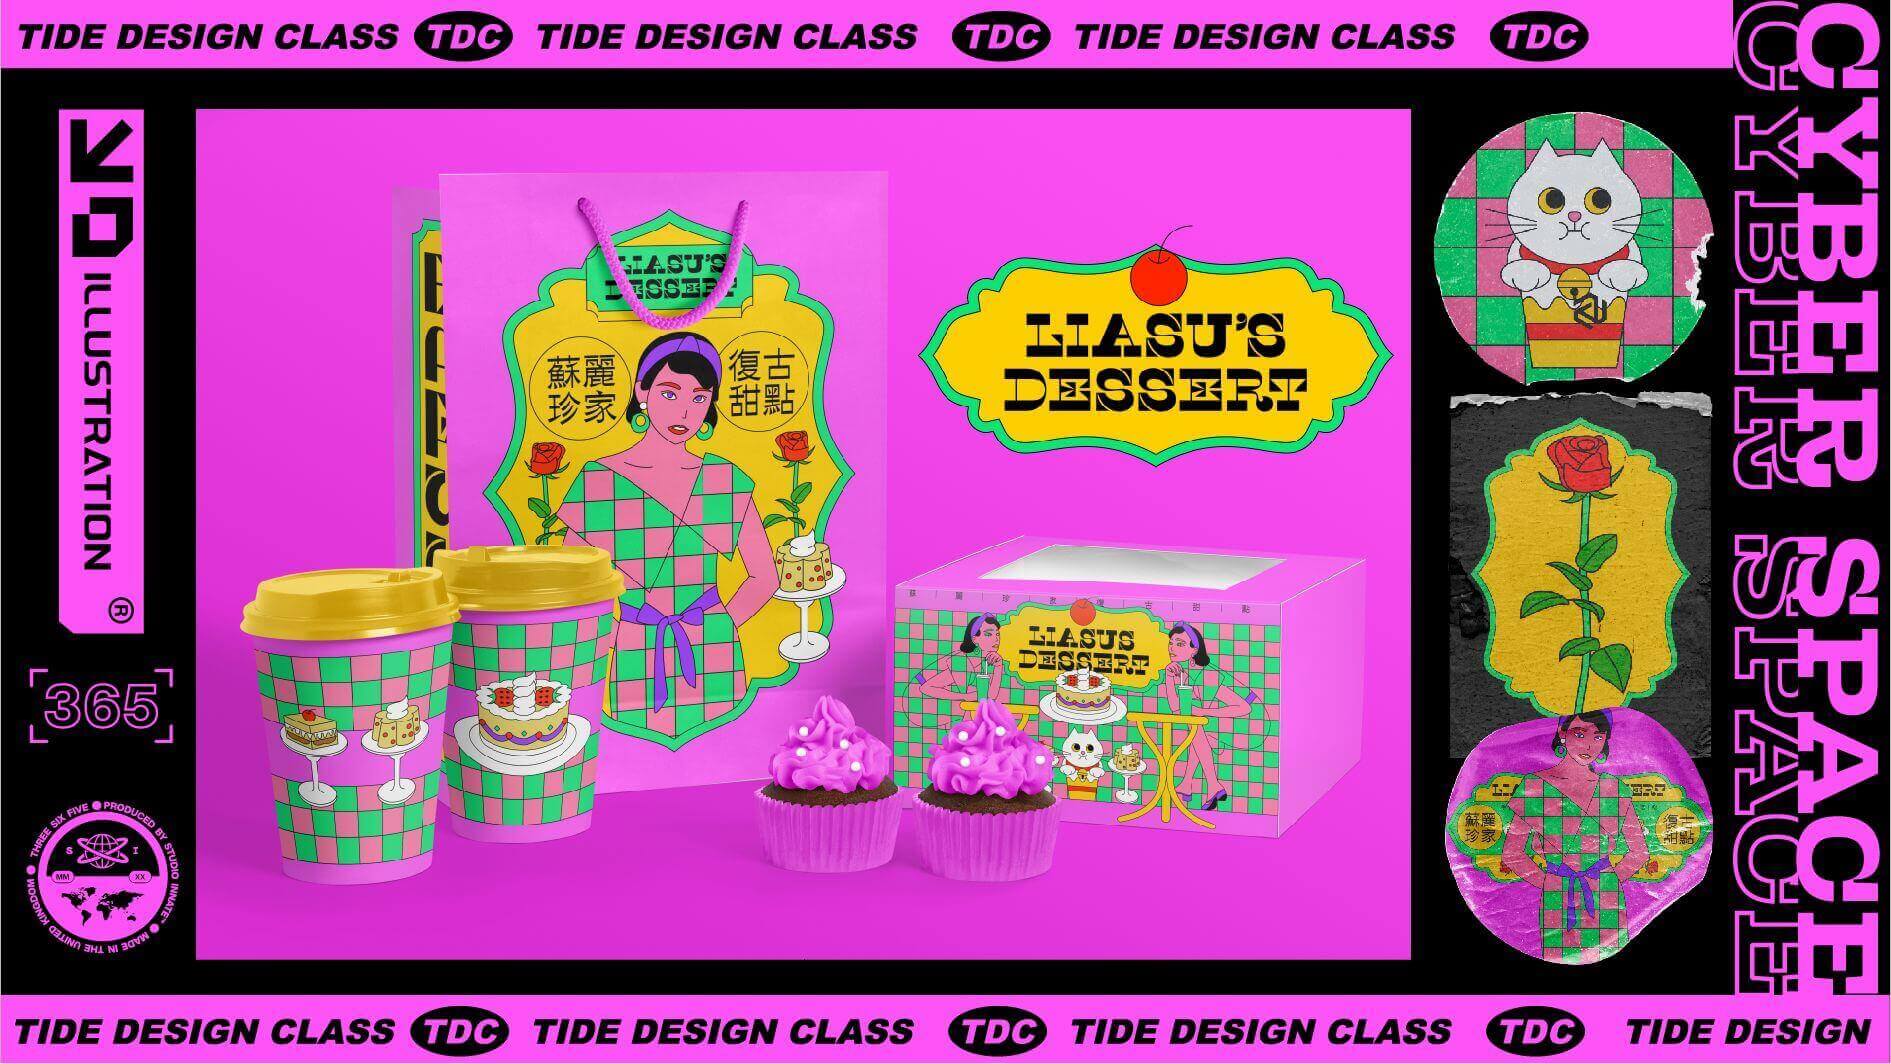 TIDE DESIGN CLASS TDC TIDE DESIGN CLASS TDC TIDE DESIGN CLASS TDC
ILLUSTRATION
®
365
THREE SIX FIVE ● PRODUCED BY STUDIO INNATE™ ● MADE IN THE UNITED KINGDOM ●
S I
MM XX
LIASU'S
DESSERT
蘇麗
珍家
復古
甜點
LIASU'S
DESSERT
蘇 麗 珍 家 復 古 甜 點
LIASUS
DESSERT
蘇麗
珍家
復古
甜點
CYBER SPACE
CYBER SPACE
TIDE DESIGN CLASS TDC TIDE DESIGN CLASS TDC TIDE DESIGN CLASS TDC TIDE DESIGN